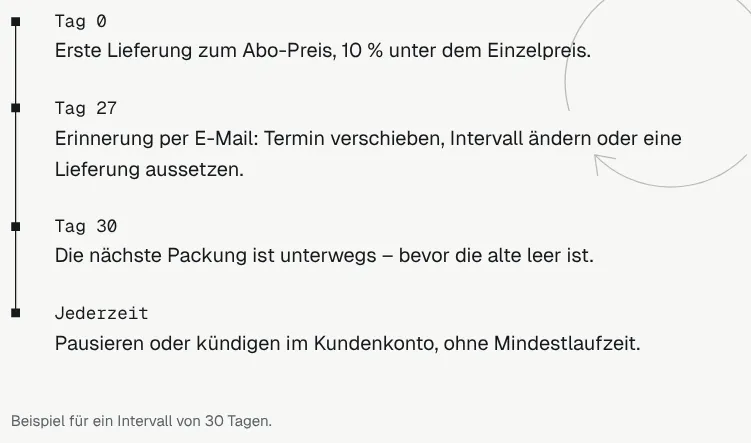 Tag 0
Erste Lieferung zum Abo-Preis, 10 % unter dem Einzelpreis.
Tag 27
Erinnerung per E-Mail: Termin verschieben, Intervall ändern oder eine
Lieferung aussetzen.
Tag 30
Die nächste Packung ist unterwegs – bevor die alte leer ist.
Jederzeit
Pausieren oder kündigen im Kundenkonto, ohne Mindestlaufzeit.
Beispiel für ein Intervall von 30 Tagen.